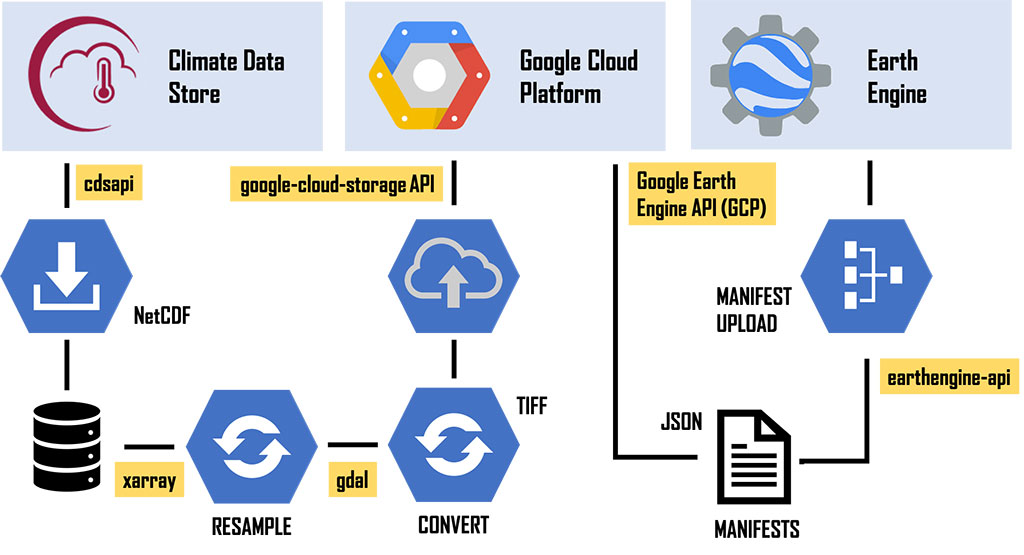 Climate Data
Store
Google Cloud
Platform
Earth
Engine
cdsapi
google-cloud-storage API
Google Earth
Engine API (GCP)
NetCDF
MANIFEST
UPLOAD
earthengine-api
TIFF
JSON
xarray
gdal
RESAMPLE
CONVERT
MANIFESTS